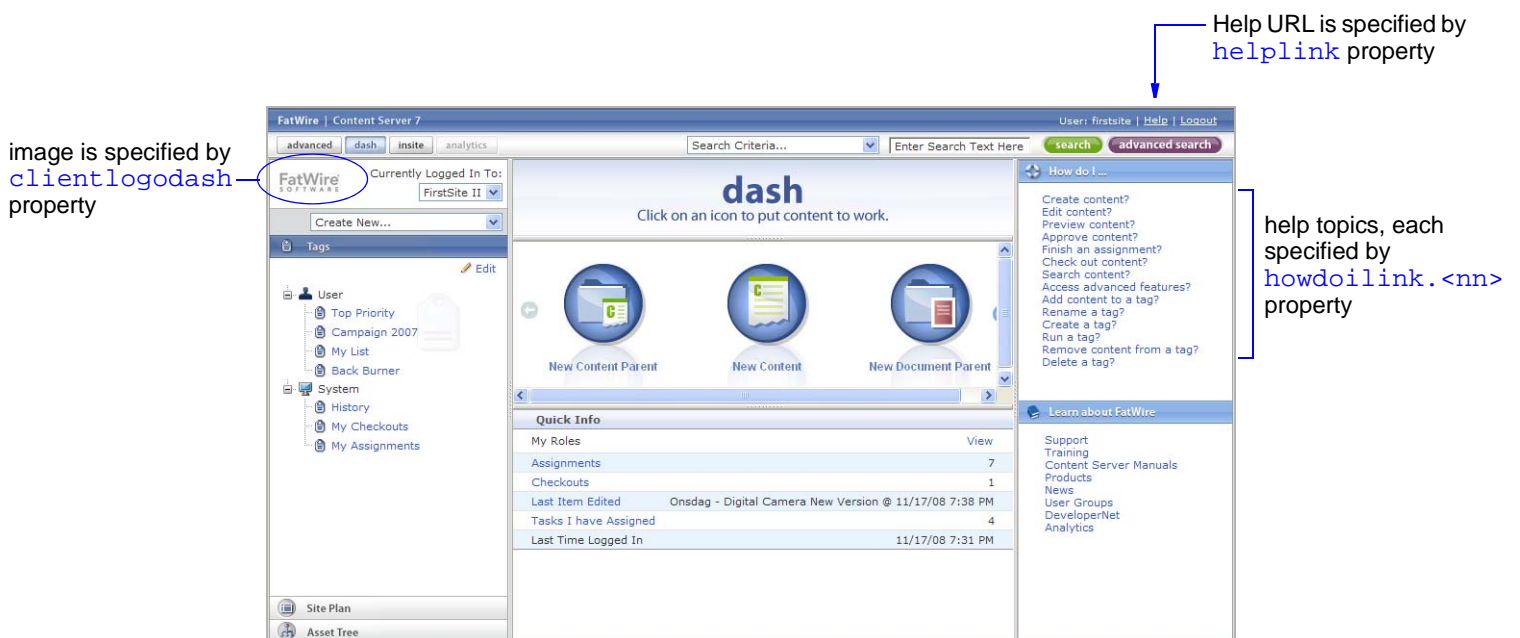 Help URL is specified by
helplink property
image is specified by
clientlogodash
property
FatWire | Content Server 7
User: firstsite | Help | Logout
advanced dash insite analytics
Search Criteria... Enter Search Text Here search advanced search
FatWire
SOFTWARE
Currently Logged In To:
FirstSite II
Create New...
Tags
Edit
User
Top Priority
Campaign 2007
My List
Back Burner
System
History
My Checkouts
My Assignments
Site Plan
Asset Tree
dash
Click on an icon to put content to work.
New Content Parent
New Content
New Document Parent
Quick Info
My Roles View
Assignments 7
Checkouts 1
Last Item Edited Onsdag - Digital Camera New Version @ 11/17/08 7:38 PM
Tasks I have Assigned 4
Last Time Logged In 11/17/08 7:31 PM
How do I ...
Create content?
Edit content?
Preview content?
Approve content?
Finish an assignment?
Check out content?
Search content?
Access advanced features?
Add content to a tag?
Rename a tag?
Create a tag?
Run a tag?
Remove content from a tag?
Delete a tag?
Learn about FatWire
Support
Training
Content Server Manuals
Products
News
User Groups
DeveloperNet
Analytics
help topics, each
specified by
howdoilink.<nn>
property